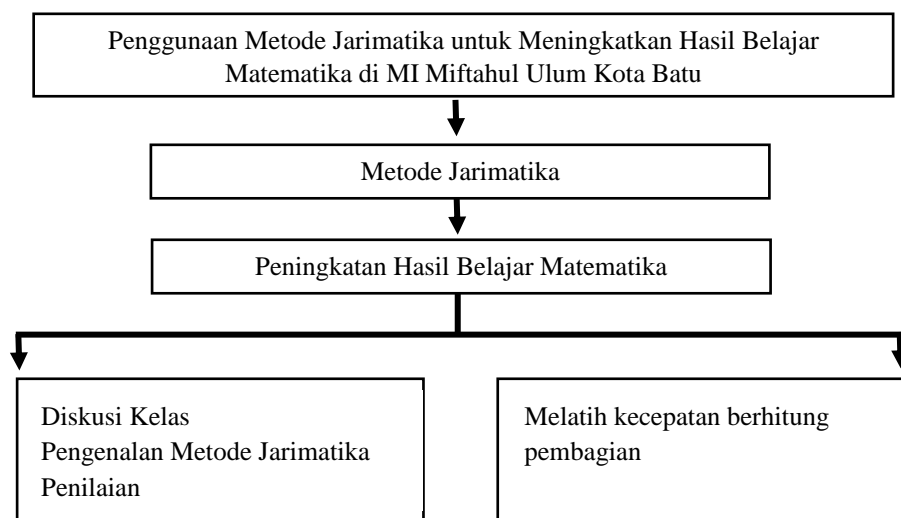 Penggunaan Metode Jarimatika untuk Meningkatkan Hasil Belajar
Matematika di MI Miftahul Ulum Kota Batu
Metode Jarimatika
Peningkatan Hasil Belajar Matematika
Diskusi Kelas
Pengenalan Metode Jarimatika
Penilaian
Melatih kecepatan berhitung
pembagian